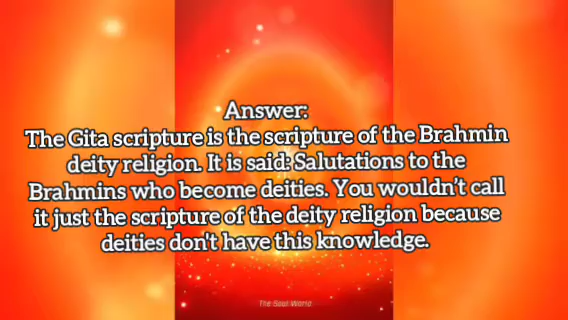 Answer:
The Gita scripture is the scripture of the Brahmin
deity religion. It is said: Salutations to the
Brahmins who become deities. You wouldn't call
it just the scripture of the deity religion because
deities don't have this knowledge.
The Soul World